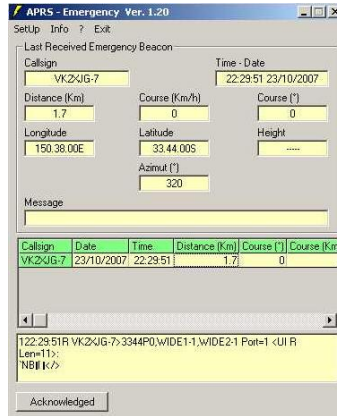 APRS - Emergency Ver. 1.20
SetUp Info ? Exit
Last Received Emergency Beacon
Callsign Time - Date
VK2XJG-7 22:29:51 23/10/2007
Distance (Km) Course (Km/h) Course (°)
1.7 0 0
Longitude Latitude Height
150.38.00E 33.44.00S -----
Azimut (°)
320
Message
Callsign Date Time Distance (Km) Course (°) Course (Km
VK2XJG-7 23/10/2007 22:29:51 1.7 0
122:29:51R VK2XJG-7>3344P0,WIDE1-1,WIDE2-1 Port=1 <UI R
Len=11>:
Acknowledged